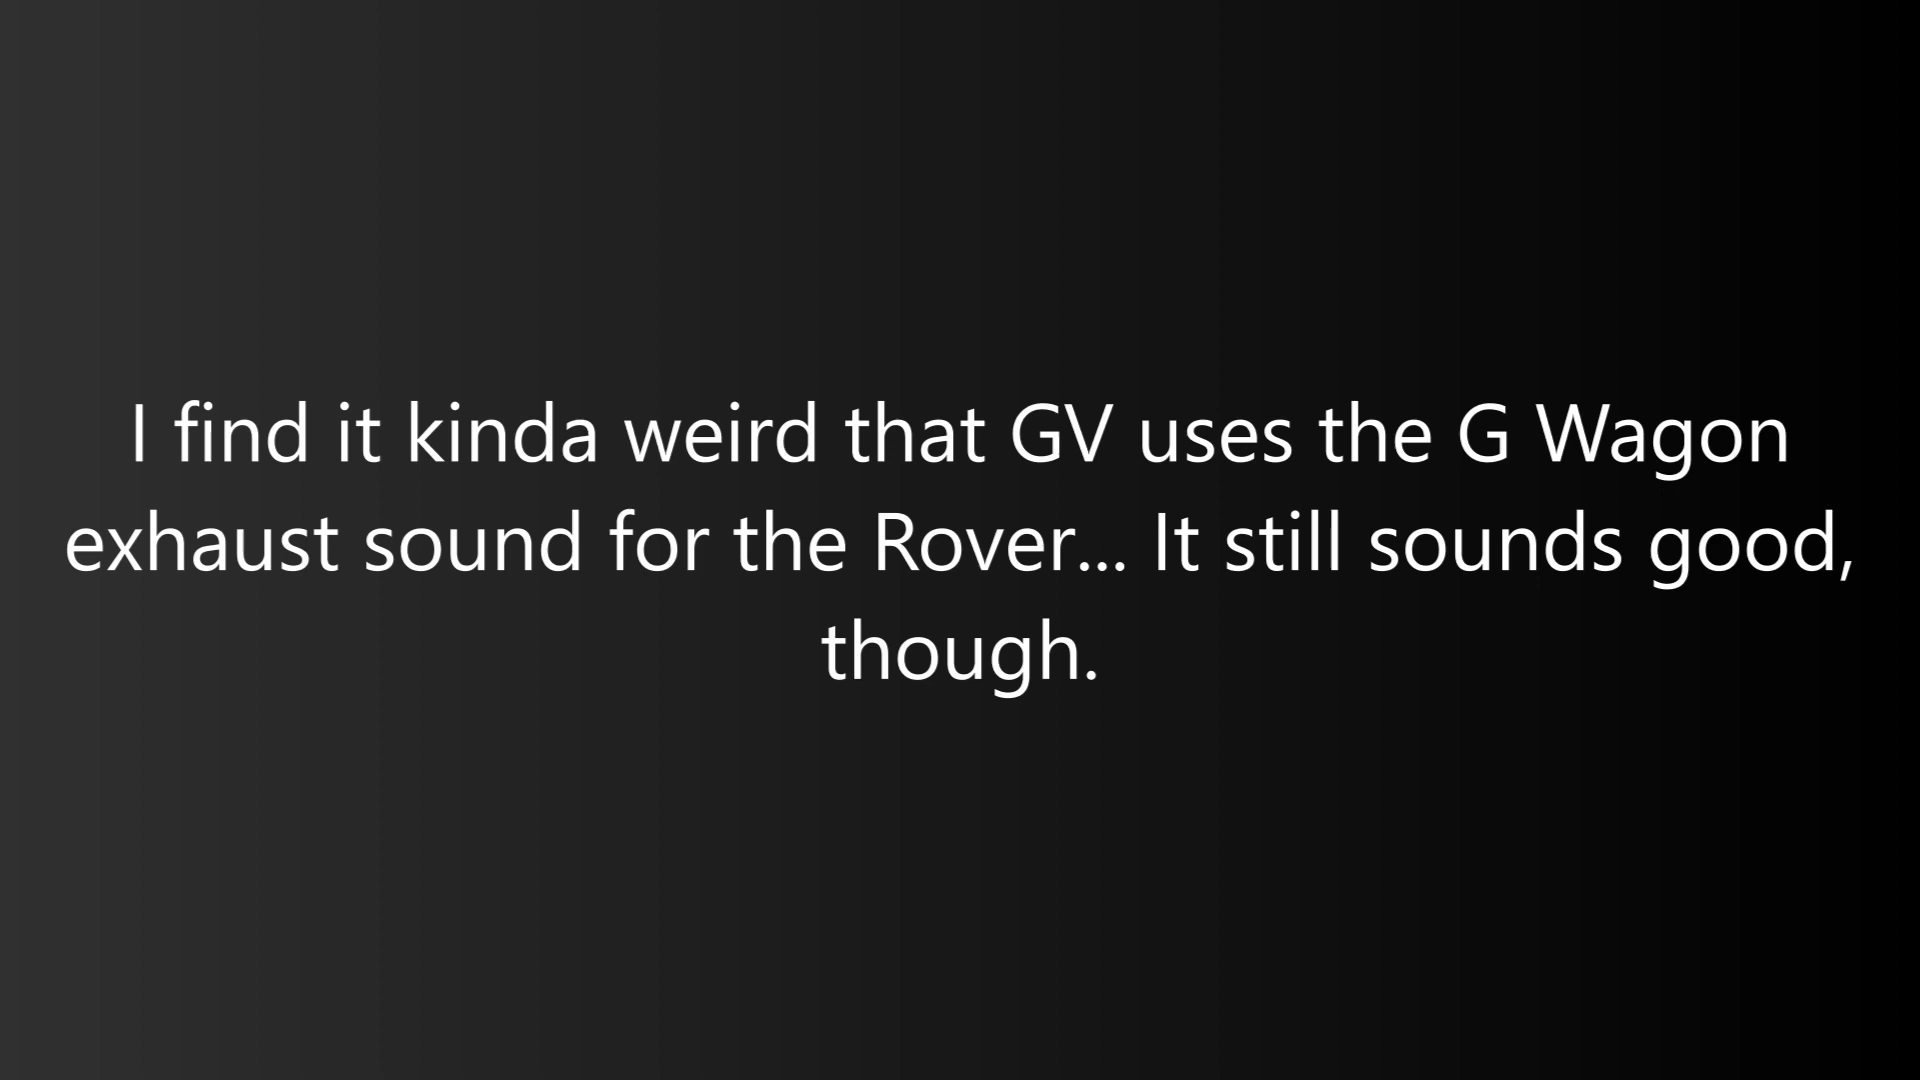 I find it kinda weird that GV uses the G Wagon
exhaust sound for the Rover... It still sounds good,
though.